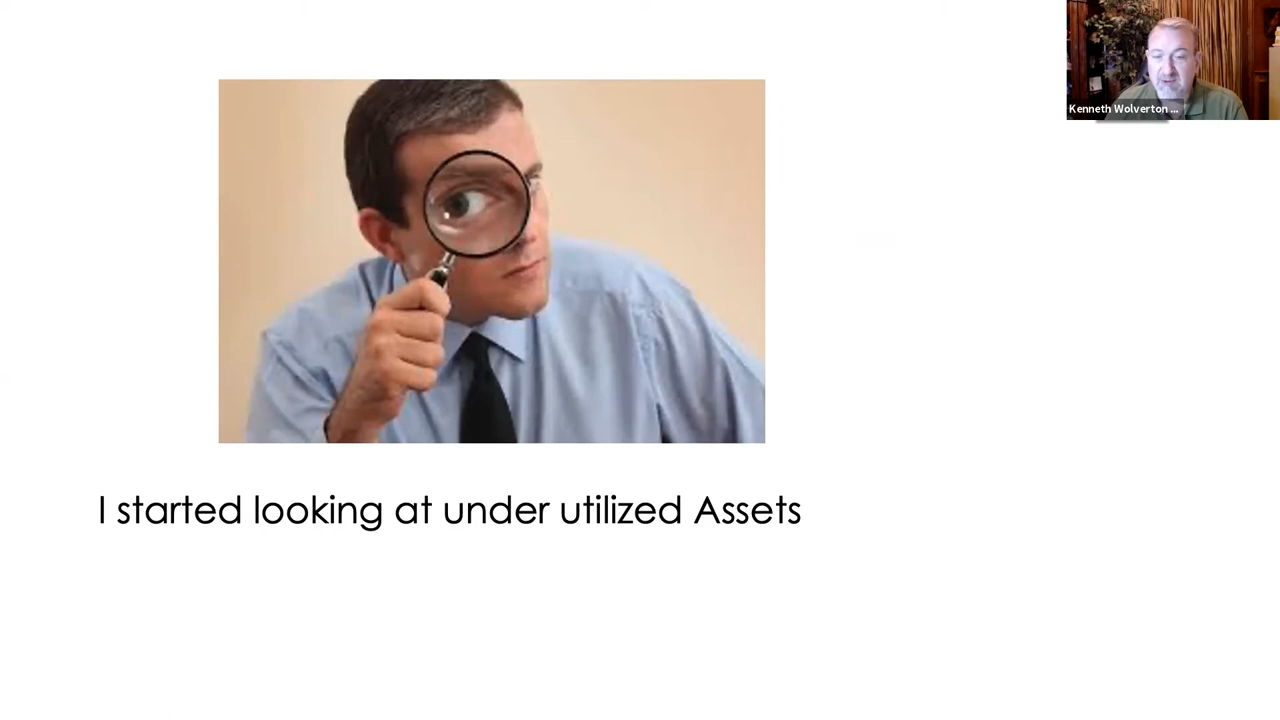 Kenneth Wolverton ...
I started looking at under utilized Assets